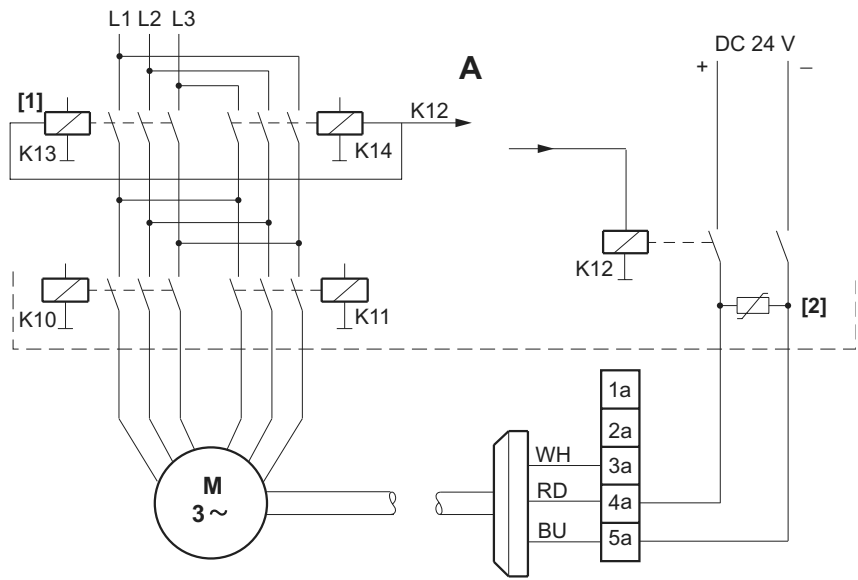 L1 L2 L3
DC 24 V
A
+ –
[1]
K12
K13
K14
K12
[2]
K10
K11
1a
2a
WH 3a
RD 4a
BU 5a
M
3 ~